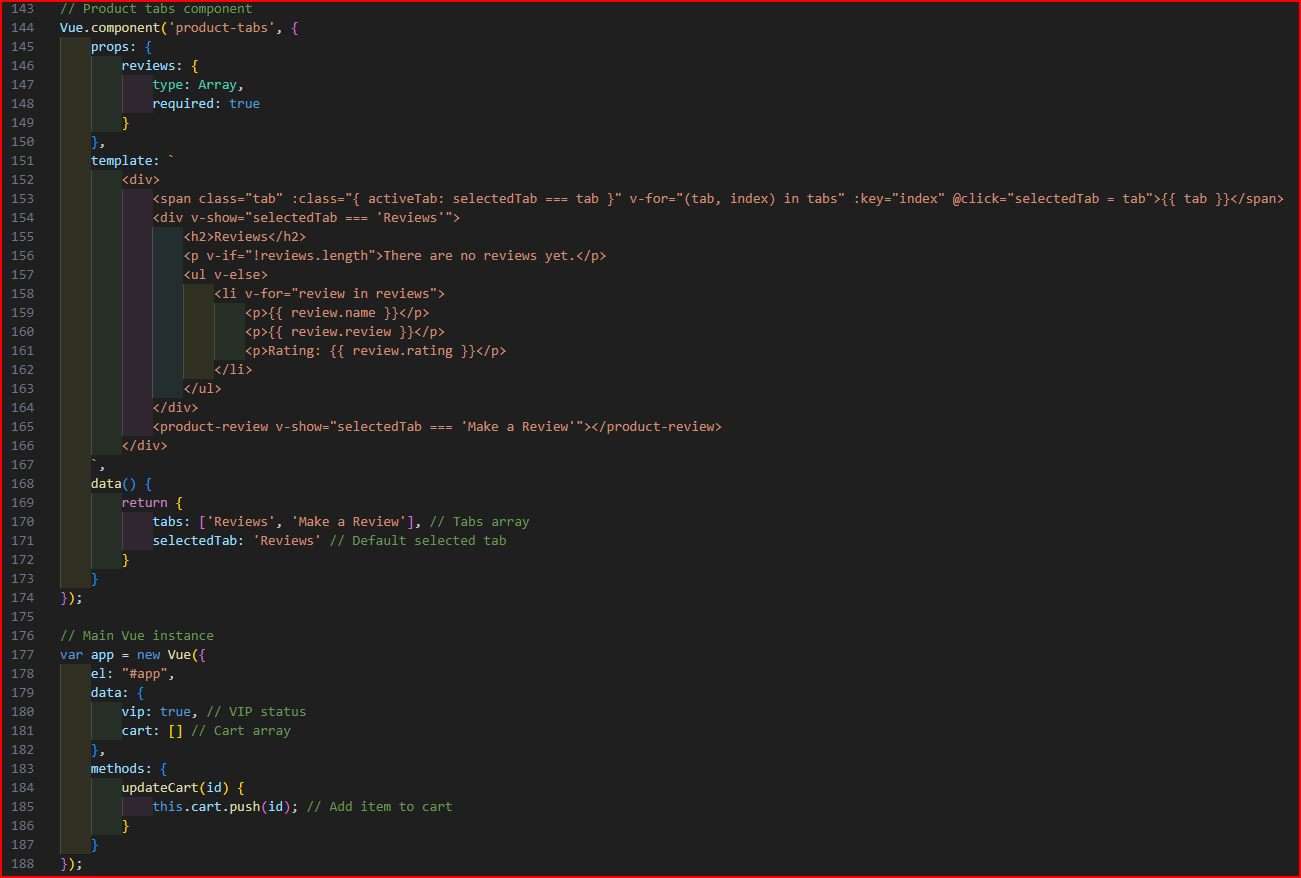 143 // Product tabs component
144 Vue.component('product-tabs', {
145     props: {
146         reviews: {
147             type: Array,
148             required: true
149         }
150     },
151     template: `
152         <div>
153             <span class="tab" :class="{ activeTab: selectedTab === tab }" v-for="(tab, index) in tabs" :key="index" @click="selectedTab = tab">{{ tab }}</span>
154             <div v-show="selectedTab === 'Reviews'">
155                 <h2>Reviews</h2>
156                 <p v-if="!reviews.length">There are no reviews yet.</p>
157                 <ul v-else>
158                     <li v-for="review in reviews">
159                         <p>{{ review.name }}</p>
160                         <p>{{ review.review }}</p>
161                         <p>Rating: {{ review.rating }}</p>
162                     </li>
163                 </ul>
164             </div>
165             <product-review v-show="selectedTab === 'Make a Review'"></product-review>
166         </div>
167     `,
168     data() {
169         return {
170             tabs: ['Reviews', 'Make a Review'], // Tabs array
171             selectedTab: 'Reviews' // Default selected tab
172         }
173     }
174 });
175
176 // Main Vue instance
177 var app = new Vue({
178     el: "#app",
179     data: {
180         vip: true, // VIP status
181         cart: [] // Cart array
182     },
183     methods: {
184         updateCart(id) {
185             this.cart.push(id); // Add item to cart
186         }
187     }
188 });